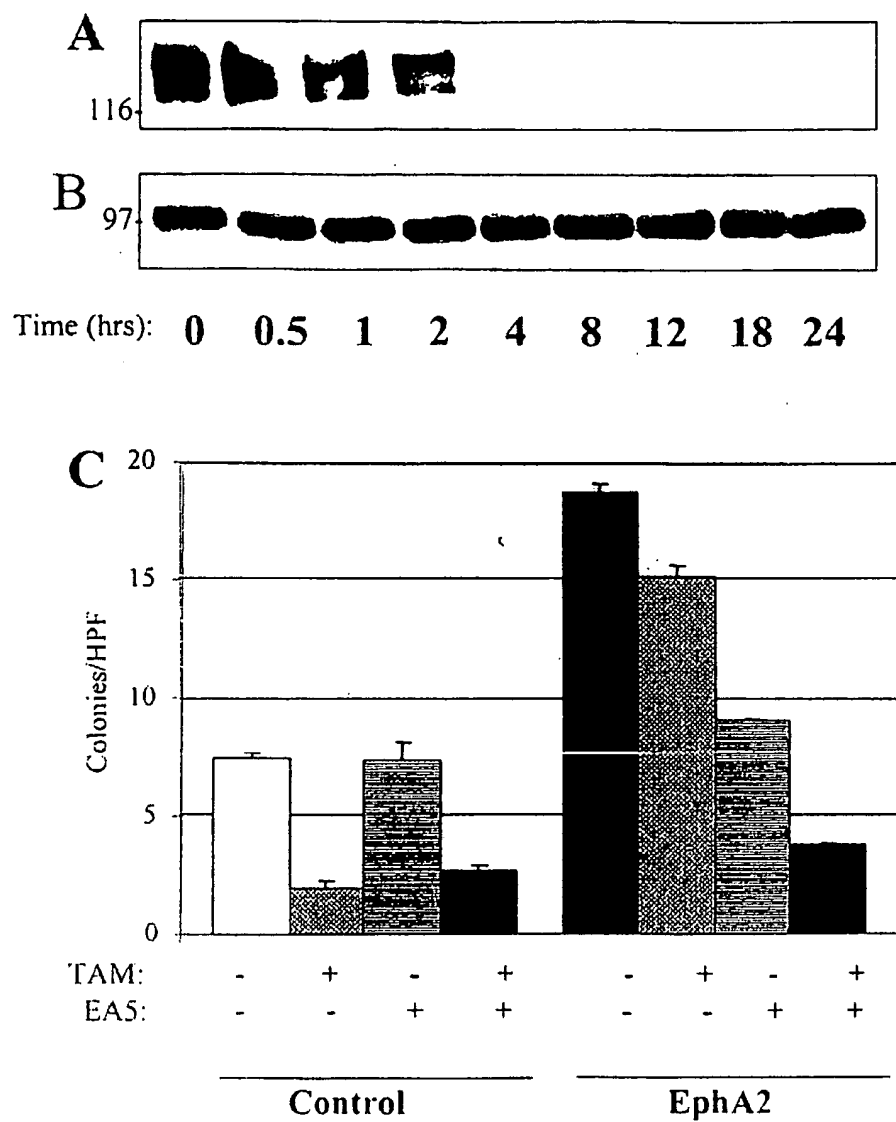 A
116
B
97
Time (hrs): 0 0.5 1 2 4 8 12 18 24
C
20
15
10
5
0
Colonies/HPF
TAM: - + - + - + - +
EA5: - - + + - - + +
Control EphA2